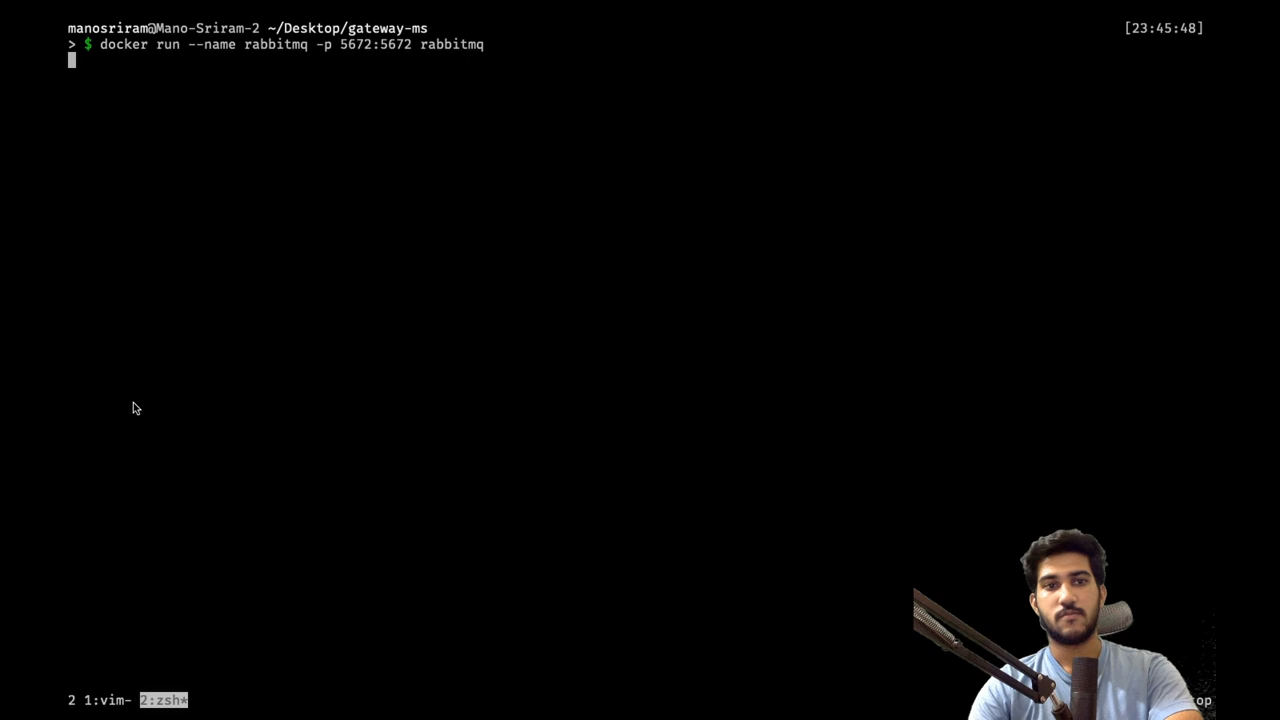 manosriram@Mano-Sriram-2 ~/Desktop/gateway-ms [23:45:48]
> $ docker run --name rabbitmq -p 5672:5672 rabbitmq
2 1:vim- 2:zsh* op